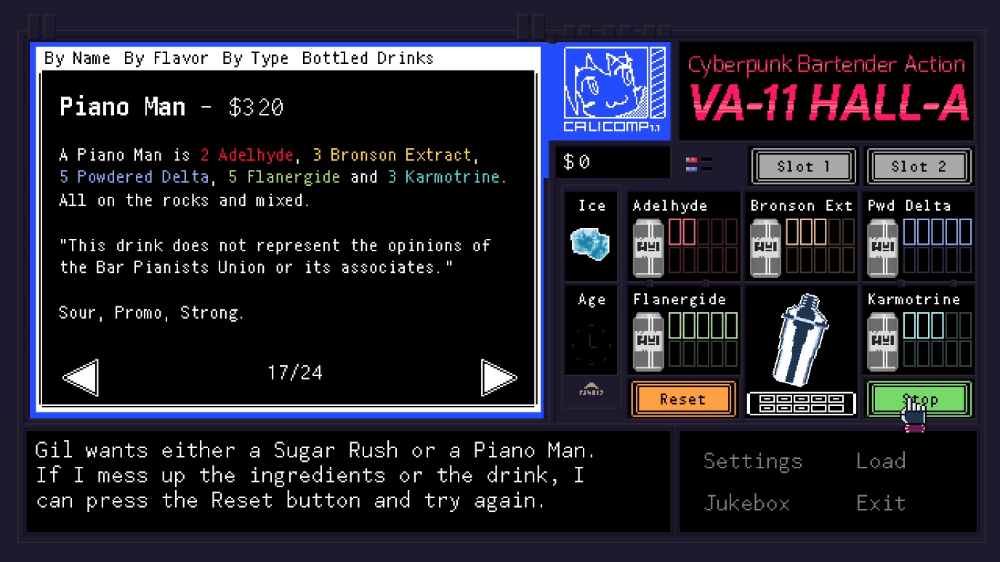 By Name By Flavor By Type Bottled Drinks
Piano Man - $320
A Piano Man is 2 Adelhyde, 3 Bronson Extract,
5 Powdered Delta, 5 Flanergide and 3 Karmotrine.
All on the rocks and mixed.
"This drink does not represent the opinions of
the Bar Pianists Union or its associates."
Sour, Promo, Strong.
17/24
CALICOMP1.1
Cyberpunk Bartender Action
VA-11 HALL-A
$0
Slot 1
Slot 2
Ice
Adelhyde
Bronson Ext
Pwd Delta
Age
Flanergide
Karmotrine
Reset
Stop
Gil wants either a Sugar Rush or a Piano Man.
If I mess up the ingredients or the drink, I
can press the Reset button and try again.
Settings
Load
Jukebox
Exit